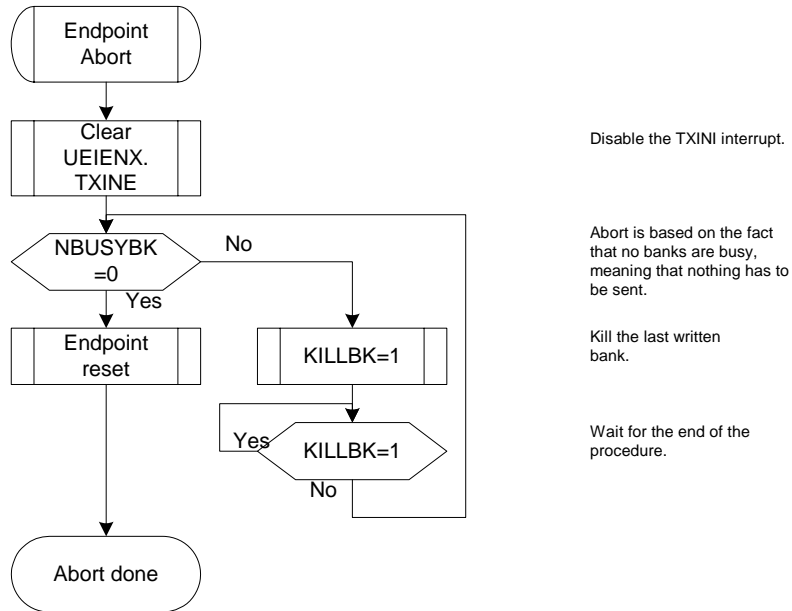 Endpoint
Abort
Clear
UEIENX.
TXINE
Disable the TXINI interrupt.
NBUSYBK
=0
No
Yes
Abort is based on the fact
that no banks are busy,
meaning that nothing has to
be sent.
Endpoint
reset
KILLBK=1
Kill the last written
bank.
Yes
KILLBK=1
No
Wait for the end of the
procedure.
Abort done